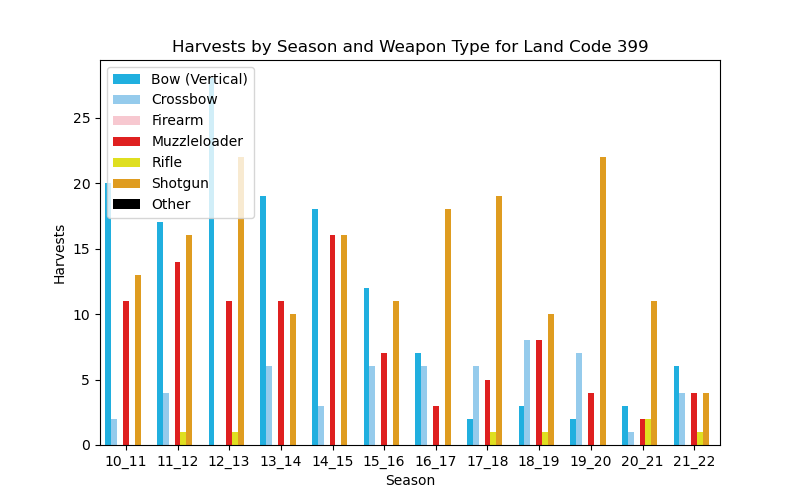 Harvests by Season and Weapon Type for Land Code 399
Bow (Vertical)
Crossbow
Firearm
Muzzleloader
Rifle
Shotgun
Other
25
20
15
10
5
0
Harvests
10_11 11_12 12_13 13_14 14_15 15_16 16_17 17_18 18_19 19_20 20_21 21_22
Season